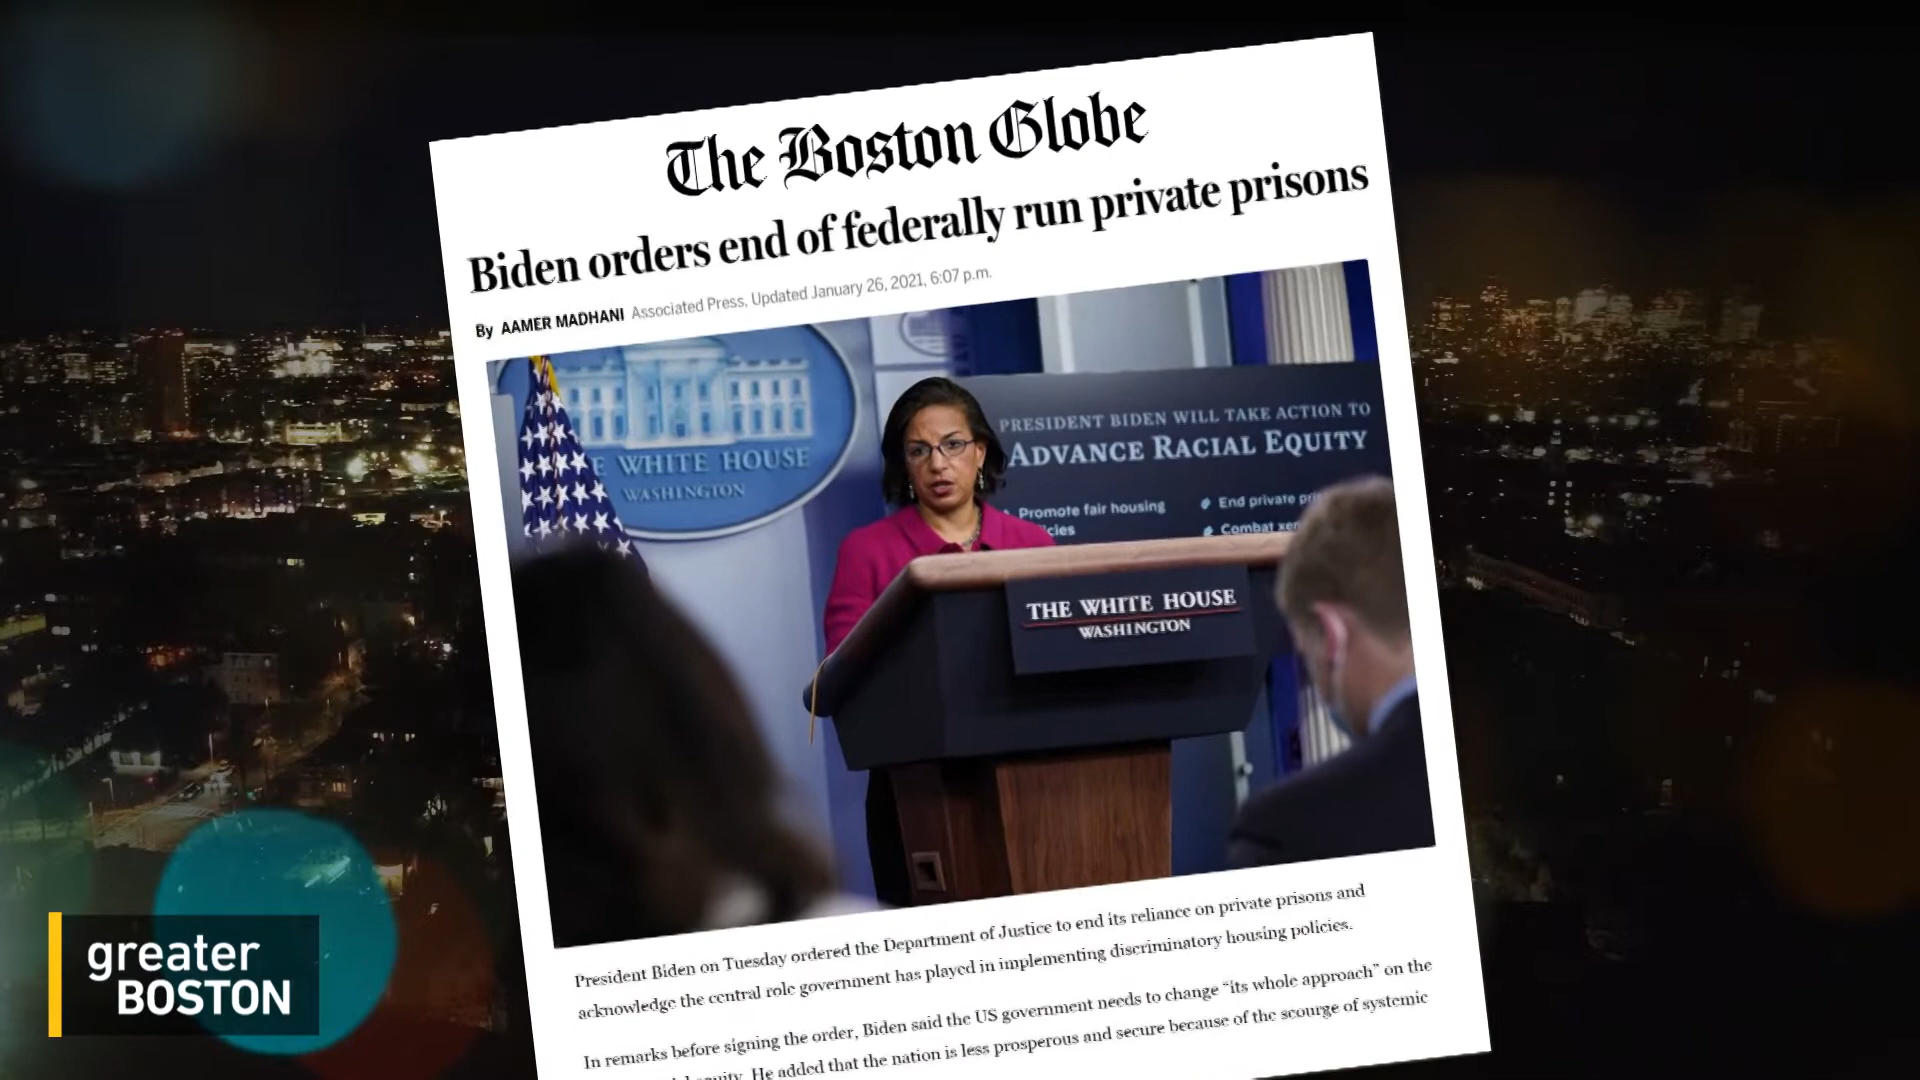 The Boston Globe
Biden orders end of federally run private prisons
By AAMER MADHANI Associated Press, Updated January 26, 2021, 6:07 p.m.
E WHITE HOUSE
WASHINGTON
PRESIDENT BIDEN WILL TAKE ACTION TO
ADVANCE RACIAL EQUITY
Promote fair housing
cies
End private pri
Combat xen
THE WHITE HOUSE
WASHINGTON
President Biden on Tuesday ordered the Department of Justice to end its reliance on private prisons and
acknowledge the central role government has played in implementing discriminatory housing policies.
In remarks before signing the order, Biden said the US government needs to change “its whole approach” on the
equity. He added that the nation is less prosperous and secure because of the scourge of systemic
greater
BOSTON